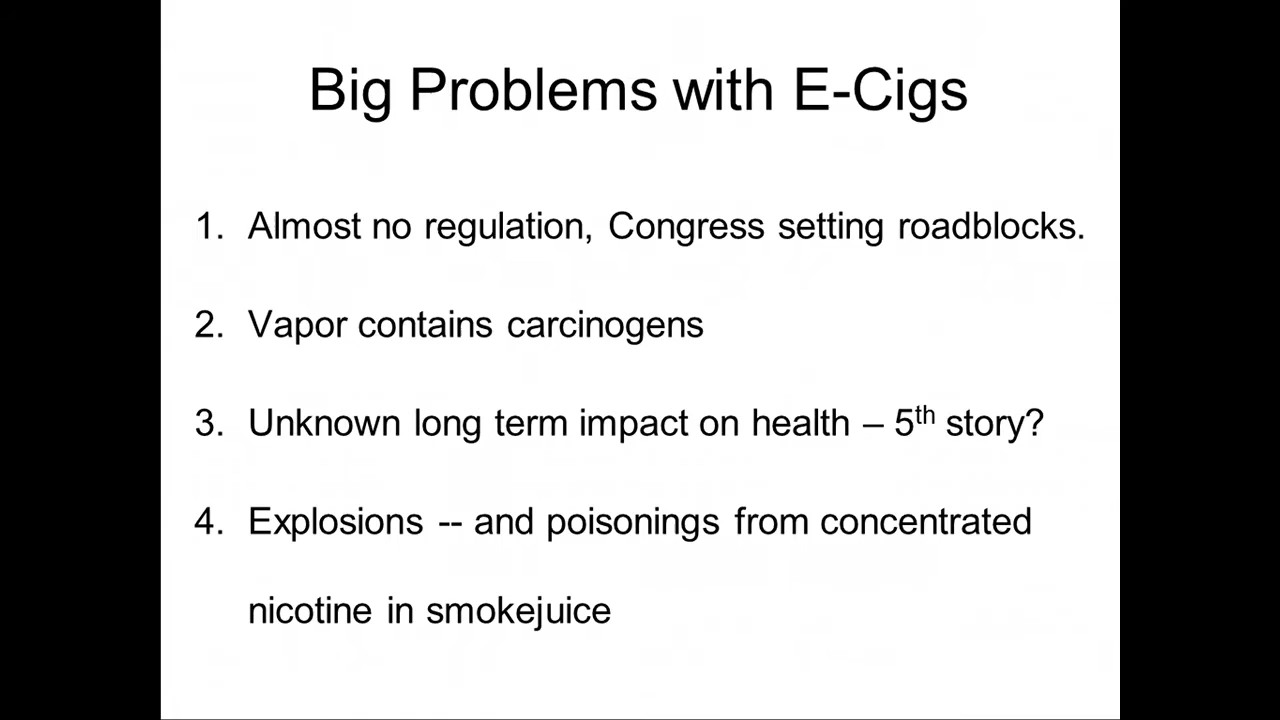 Big Problems with E-Cigs
1. Almost no regulation, Congress setting roadblocks.
2. Vapor contains carcinogens
3. Unknown long term impact on health – 5th story?
4. Explosions -- and poisonings from concentrated
nicotine in smokejuice